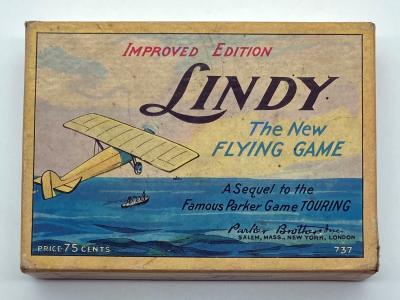 IMPROVED EDITION
LINDY
The New
FLYING GAME
A Sequel to the
Famous Parker Game TOURING
Parker Brothers Inc.
SALEM, MASS., NEW YORK, LONDON
PRICE 75 CENTS
737